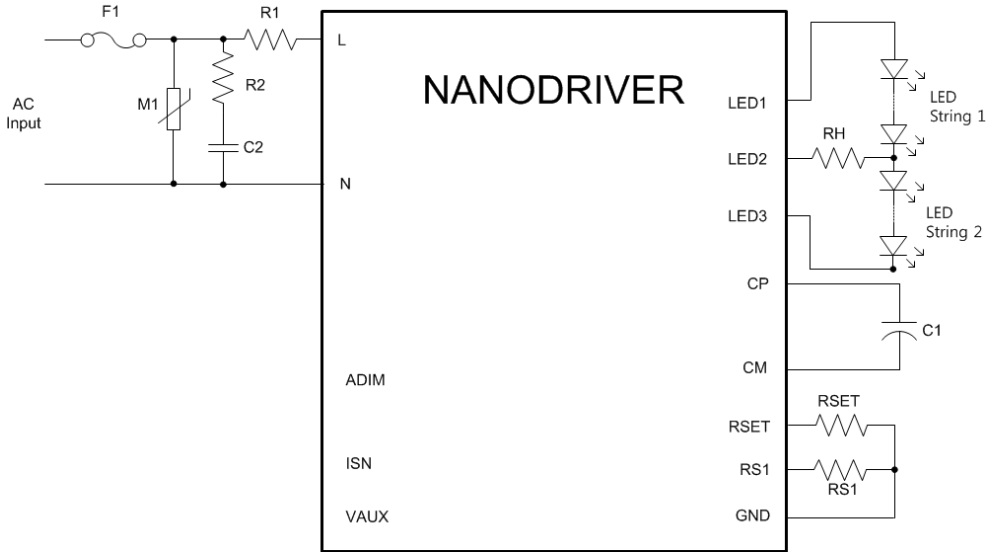 F1
R1
L
R2
M1
AC
Input
C2
N
NANODRIVER
LED1
LED
String 1
RH
LED2
LED3
LED
String 2
CP
C1
CM
ADIM
RSET
RSET
ISN
RS1
RS1
VAUX
GND